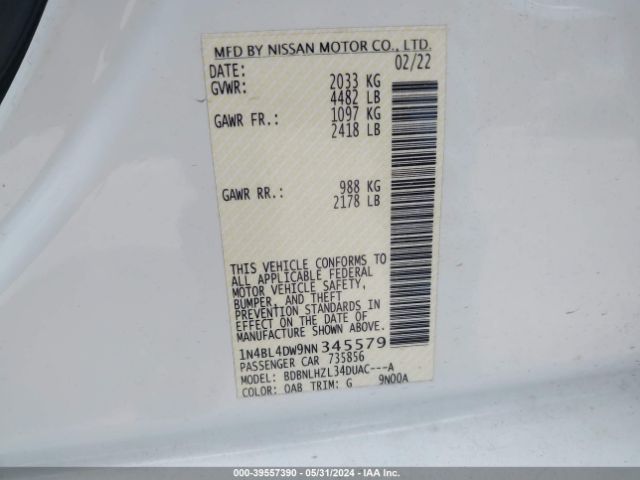 MFD BY NISSAN MOTOR CO., LTD.
DATE: 02/22
GVWR: 2033 KG
4482 LB
GAWR FR.: 1097 KG
2418 LB
GAWR RR.: 988 KG
2178 LB
THIS VEHICLE CONFORMS TO
ALL APPLICABLE FEDERAL
MOTOR VEHICLE SAFETY,
BUMPER, AND THEFT
PREVENTION STANDARDS IN
EFFECT ON THE DATE OF
MANUFACTURE SHOWN ABOVE.
1N4BL4DW9NN345579
PASSENGER CAR 735856
MODEL: BDBNLHZL34DUAC---A
COLOR: QAB TRIM: G 9N00A
000-39557390 - 05/31/2024 - IAA Inc.